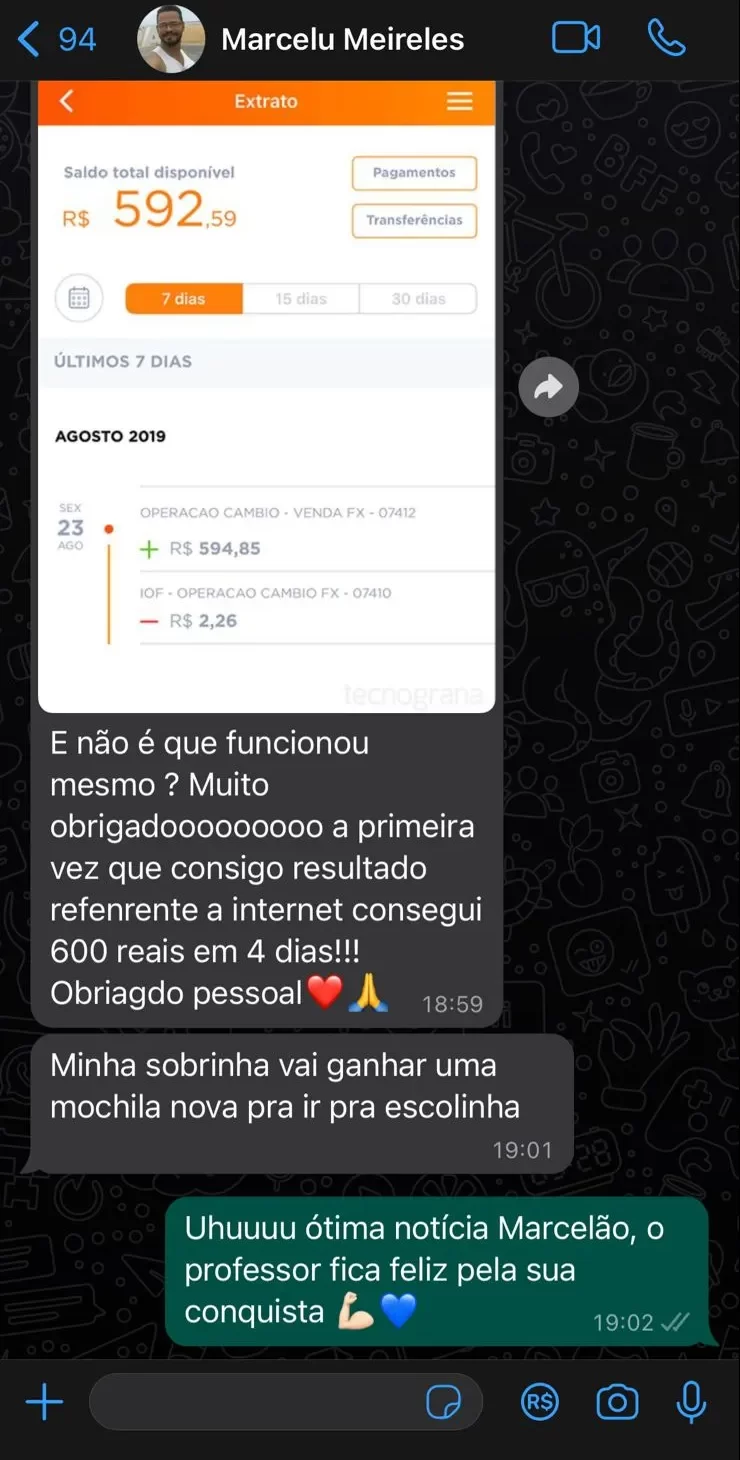 94
Marcelu Meireles
Extrato
Saldo total disponível
R$ 592,59
Pagamentos
Transferências
7 dias
15 dias
30 dias
ÚLTIMOS 7 DIAS
AGOSTO 2019
SEX
23
AGO
OPERACAO CAMBIO - VENDA FX - 07412
+ R$ 594,85
IOF - OPERACAO CAMBIO FX - 07410
— R$ 2,26
tecnograna
E não é que funcionou
mesmo ? Muito
obrigadooooooooo a primeira
vez que consigo resultado
refenrente a internet consegui
600 reais em 4 dias!!!
Obriagdo pessoal❤️🙏
18:59
Minha sobrinha vai ganhar uma
mochila nova pra ir pra escolinha
19:01
Uhuuuu ótima notícia Marcelão, o
professor fica feliz pela sua
conquista 💪🏻💙
19:02
R$